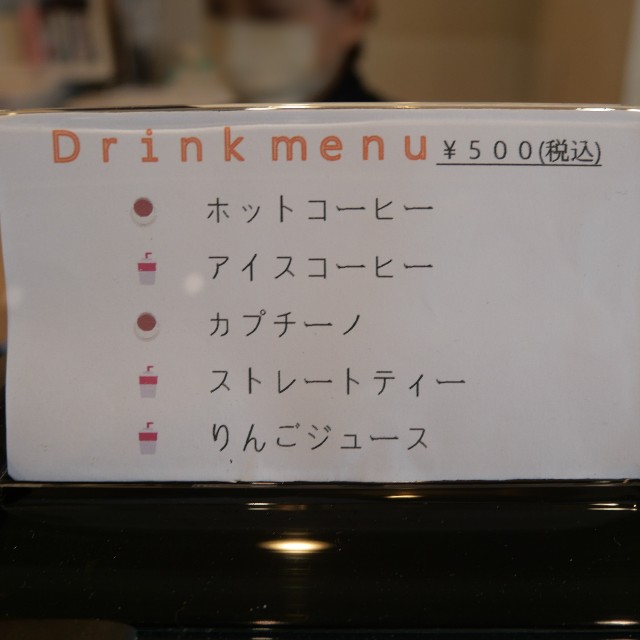 Drink menu ¥500(税込)
ホットコーヒー
アイスコーヒー
カプチーノ
ストレートティー
りんごジュース